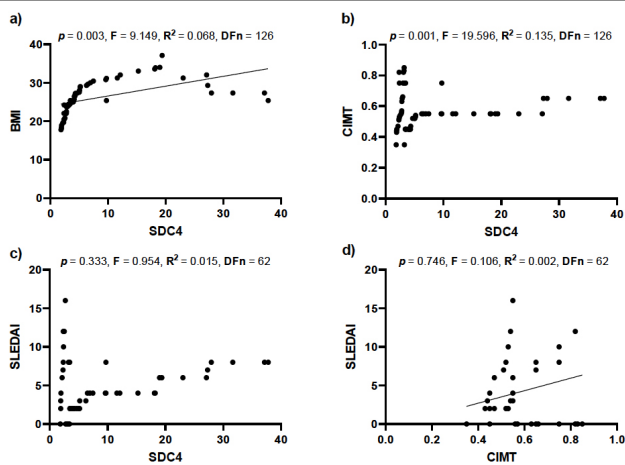 a)
p = 0.003, F = 9.149, R² = 0.068, DFn = 126
40
30
20
10
0
BMI
0 10 20 30 40
SDC4
b)
p = 0.001, F = 19.596, R² = 0.135, DFn = 126
1.0
0.8
0.6
0.4
0.2
0.0
CIMT
0 10 20 30 40
SDC4
c)
p = 0.333, F = 0.954, R² = 0.015, DFn = 62
20
15
10
5
0
SLEDAI
0 10 20 30 40
SDC4
d)
p = 0.746, F = 0.106, R² = 0.002, DFn = 62
20
15
10
5
0
SLEDAI
0.0 0.2 0.4 0.6 0.8 1.0
CIMT